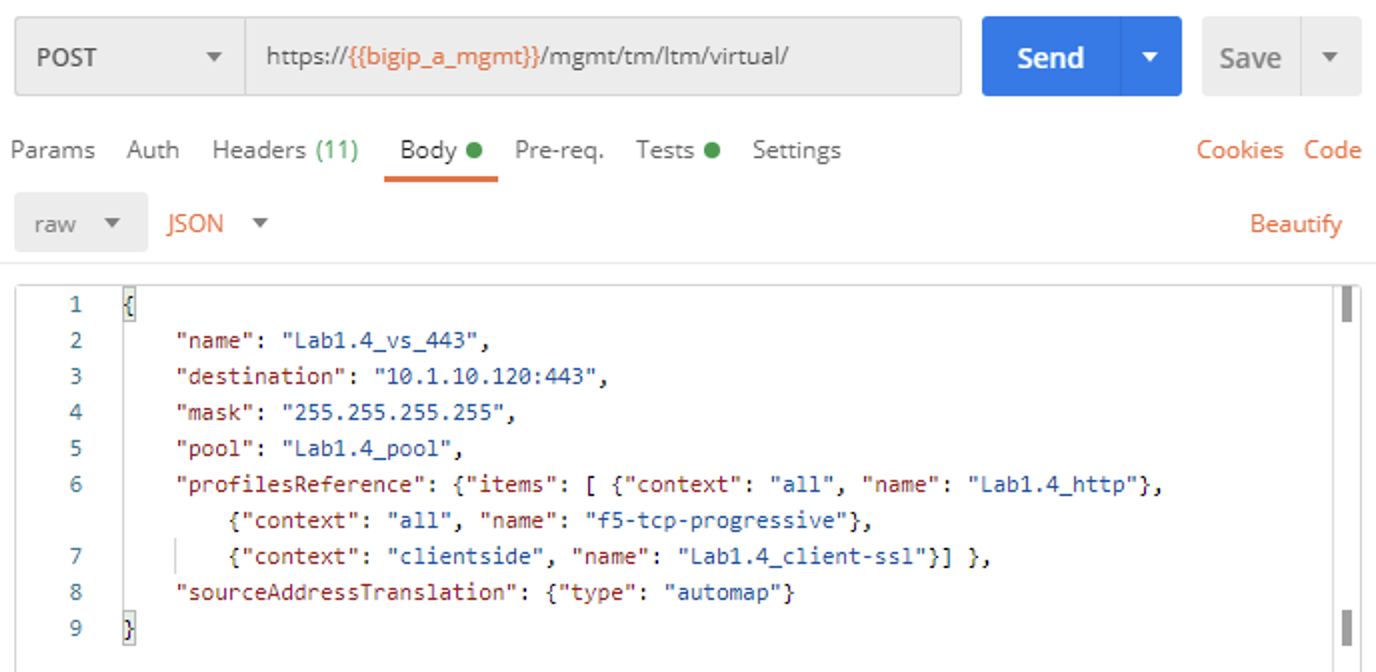 POST https://{{bigip_a_mgmt}}/mgmt/tm/ltm/virtual/ Send Save
Params Auth Headers (11) Body Pre-req. Tests Settings Cookies Code
raw JSON Beautify
1 {
2 "name": "Lab1.4_vs_443",
3 "destination": "10.1.10.120:443",
4 "mask": "255.255.255.255",
5 "pool": "Lab1.4_pool",
6 "profilesReference": {"items": [ {"context": "all", "name": "Lab1.4_http"},
{"context": "all", "name": "f5-tcp-progressive"},
7 {"context": "clientside", "name": "Lab1.4_client-ssl"}] },
8 "sourceAddressTranslation": {"type": "automap"}
9 }